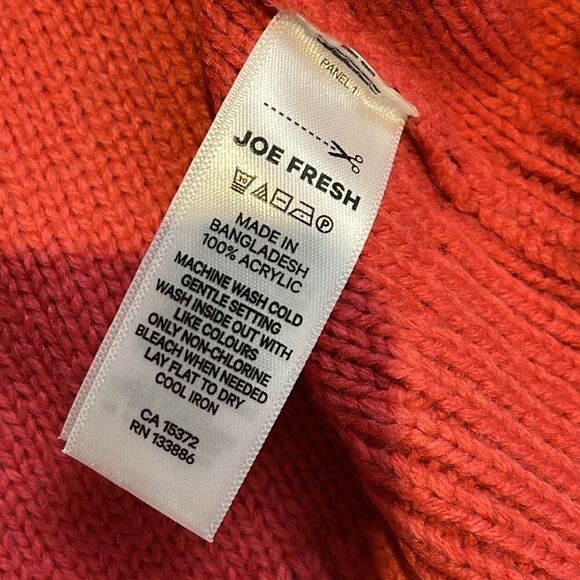 PANEL 1
JOE FRESH
30
P
MADE IN
BANGLADESH
100% ACRYLIC
MACHINE WASH COLD
GENTLE SETTING
WASH INSIDE OUT WITH
LIKE COLOURS
ONLY NON-CHLORINE
BLEACH WHEN NEEDED
LAY FLAT TO DRY
COOL IRON
CA 15372
RN 133886